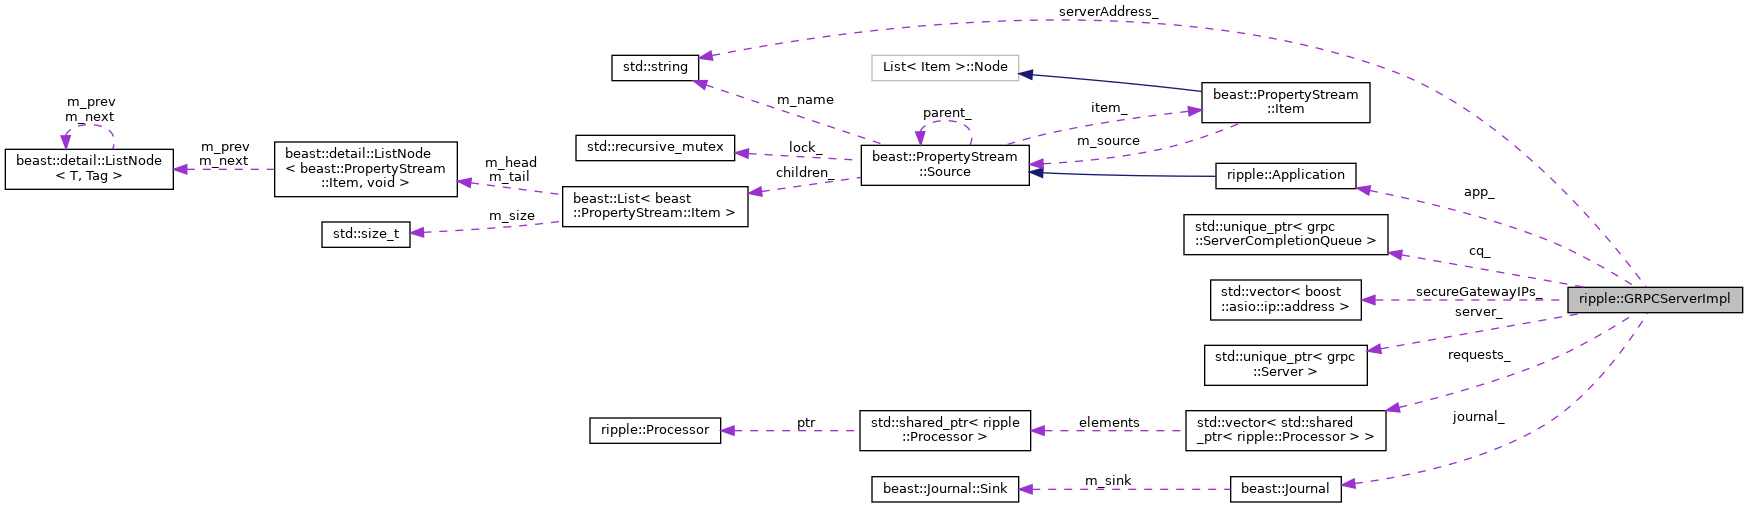 serverAddress_
std::string
List< Item >::Node
beast::PropertyStream
::Item
m_name
parent_
item_
m_source
m_prev
m_next
beast::detail::ListNode
< T, Tag >
m_prev
m_next
beast::detail::ListNode
< beast::PropertyStream
::Item, void >
m_head
m_tail
std::recursive_mutex
lock_
children_
beast::PropertyStream
::Source
ripple::Application
app_
beast::List< beast
::PropertyStream::Item >
m_size
std::size_t
std::unique_ptr< grpc
::ServerCompletionQueue >
cq_
std::vector< boost
::asio::ip::address >
secureGatewayIPs_
ripple::GRPCServerImpl
server_
std::unique_ptr< grpc
::Server >
requests_
ripple::Processor
ptr
std::shared_ptr< ripple
::Processor >
elements
std::vector< std::shared
_ptr< ripple::Processor > >
journal_
beast::Journal::Sink
m_sink
beast::Journal